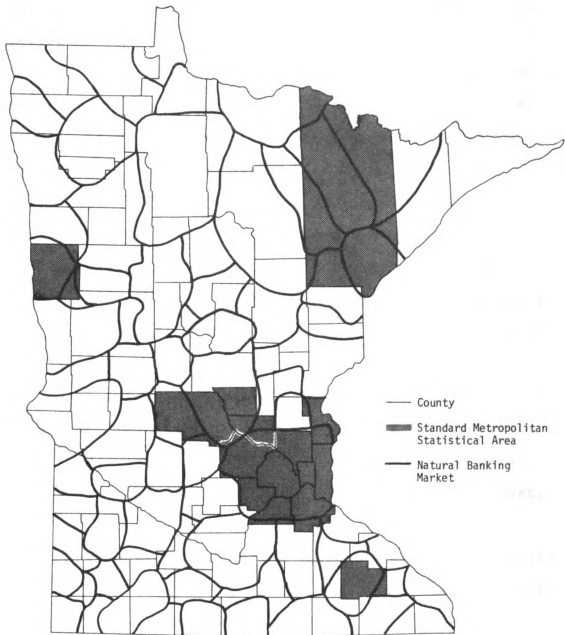 County
Standard Metropolitan
Statistical Area
Natural Banking
Market